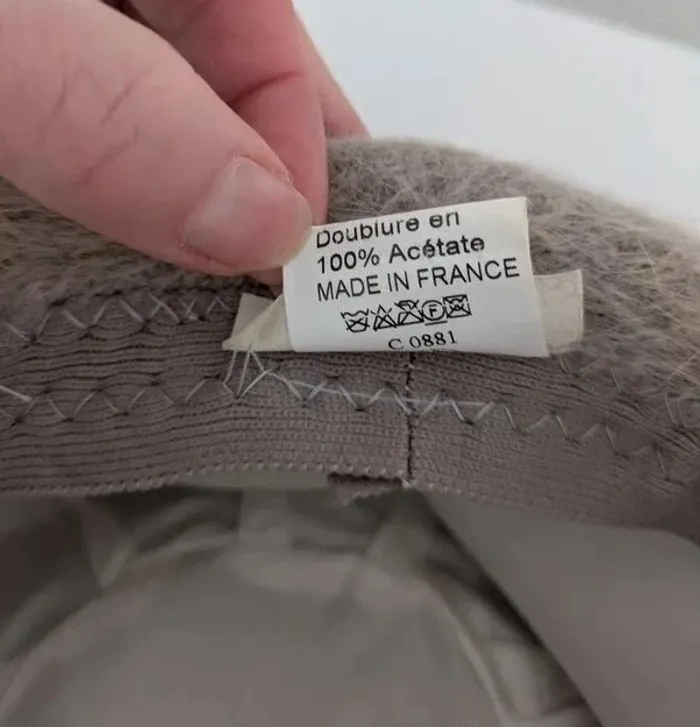 Doublure en
100% Acétate
MADE IN FRANCE
F
C 0881